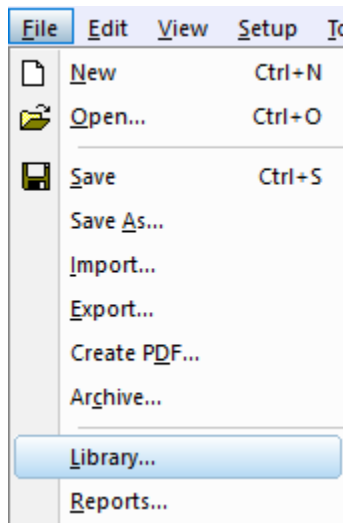 File Edit View Setup To
New Ctrl+N
Open... Ctrl+O
Save Ctrl+S
Save As...
Import...
Export...
Create PDF...
Archive...
Library...
Reports...